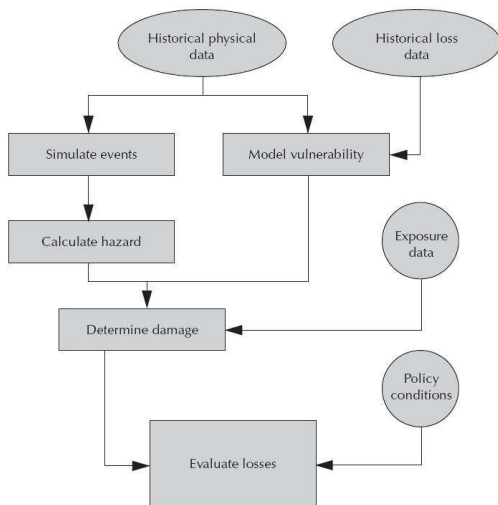 Historical physical
data
Historical loss
data
Simulate events
Model vulnerability
Calculate hazard
Exposure
data
Determine damage
Policy
conditions
Evaluate losses